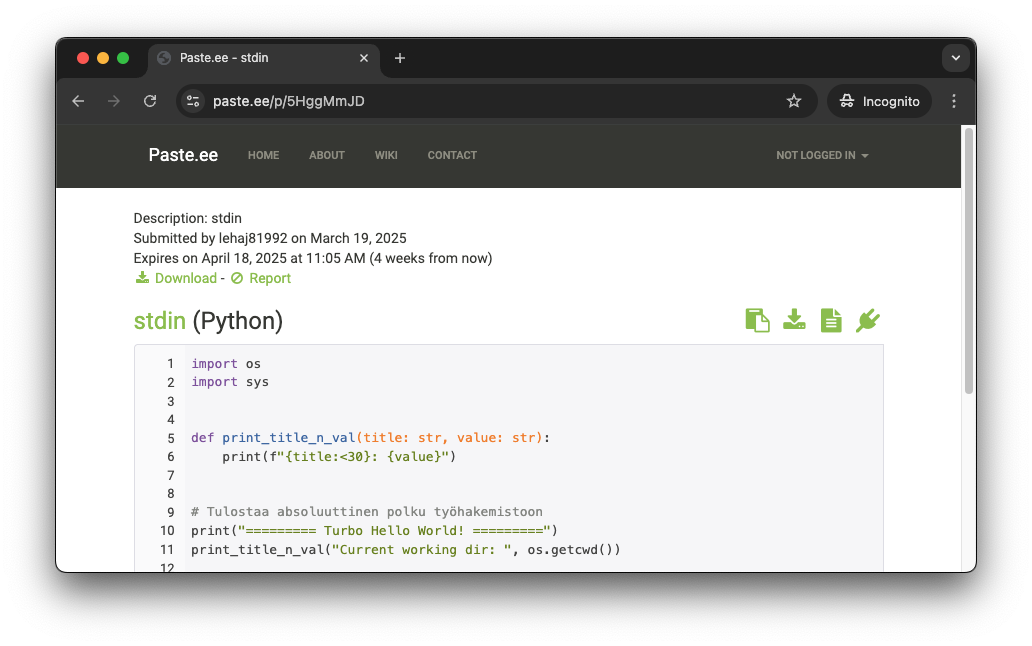 Paste.ee - stdin
paste.ee/p/5HggMmJD
Incognito
Paste.ee HOME ABOUT WIKI CONTACT NOT LOGGED IN
Description: stdin
Submitted by lehaj81992 on March 19, 2025
Expires on April 18, 2025 at 11:05 AM (4 weeks from now)
Download - Report
stdin (Python)
1 import os
2 import sys
3
4
5 def print_title_n_val(title: str, value: str):
6     print(f"{title:<30}: {value}")
7
8
9 # Tulostaa absoluuttinen polku työhakemistoon
10 print("========= Turbo Hello World! =========")
11 print_title_n_val("Current working dir: ", os.getcwd())
12